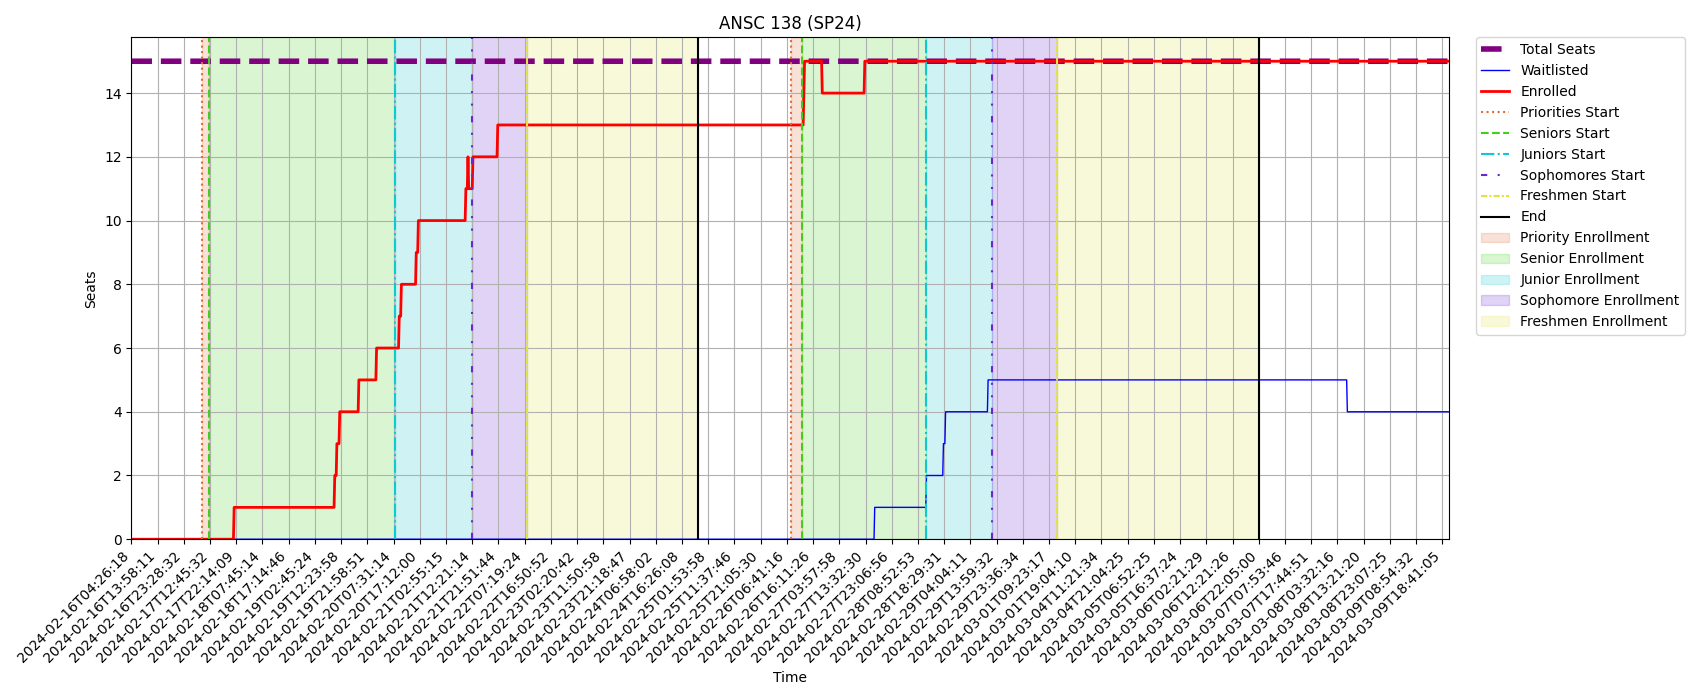 ANSC 138 (SP24)
Seats
14
12
10
8
6
4
2
0
2024-02-16T04:26:18
2024-02-16T13:58:11
2024-02-16T23:28:32
2024-02-17T12:45:32
2024-02-17T22:14:09
2024-02-18T07:45:14
2024-02-18T17:14:46
2024-02-19T02:45:24
2024-02-19T12:23:58
2024-02-19T21:58:51
2024-02-20T07:31:14
2024-02-20T17:12:00
2024-02-21T02:55:15
2024-02-21T12:21:14
2024-02-21T21:51:44
2024-02-22T07:19:24
2024-02-22T16:50:52
2024-02-23T02:20:42
2024-02-23T11:50:58
2024-02-23T21:18:47
2024-02-24T06:58:02
2024-02-24T16:26:08
2024-02-25T01:53:58
2024-02-25T11:37:46
2024-02-25T21:05:30
2024-02-26T06:41:16
2024-02-26T16:11:26
2024-02-27T03:57:58
2024-02-27T13:32:30
2024-02-27T23:06:56
2024-02-28T08:52:53
2024-02-28T18:29:31
2024-02-29T04:04:11
2024-02-29T13:59:32
2024-02-29T23:36:34
2024-03-01T09:23:17
2024-03-01T19:04:10
2024-03-04T11:21:34
2024-03-04T21:04:25
2024-03-05T06:52:25
2024-03-05T16:37:24
2024-03-06T02:21:29
2024-03-06T12:21:26
2024-03-06T22:05:00
2024-03-07T07:53:46
2024-03-07T17:44:51
2024-03-08T03:32:16
2024-03-08T13:21:20
2024-03-08T23:07:25
2024-03-09T08:54:32
2024-03-09T18:41:05
Time
Total Seats
Waitlisted
Enrolled
Priorities Start
Seniors Start
Juniors Start
Sophomores Start
Freshmen Start
End
Priority Enrollment
Senior Enrollment
Junior Enrollment
Sophomore Enrollment
Freshmen Enrollment